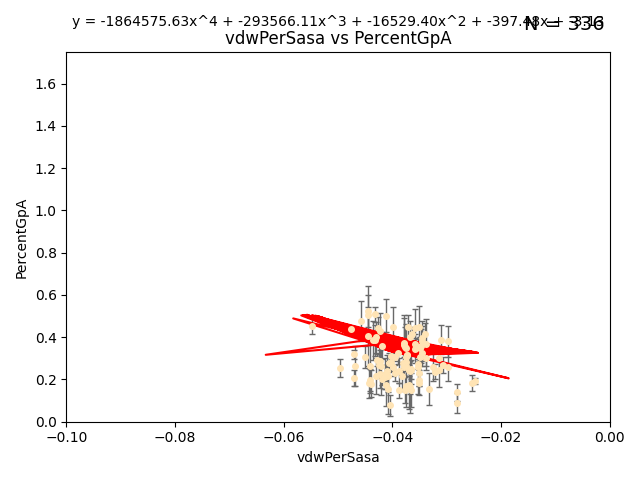 y = -1864575.63x^4 + -293566.11x^3 + -16529.40x^2 + -397.48x + -3.13
N = 336
vdwPerSasa vs PercentGpA
PercentGpA
1.6
1.4
1.2
1.0
0.8
0.6
0.4
0.2
0.0
−0.10 −0.08 −0.06 −0.04 −0.02 0.00
vdwPerSasa